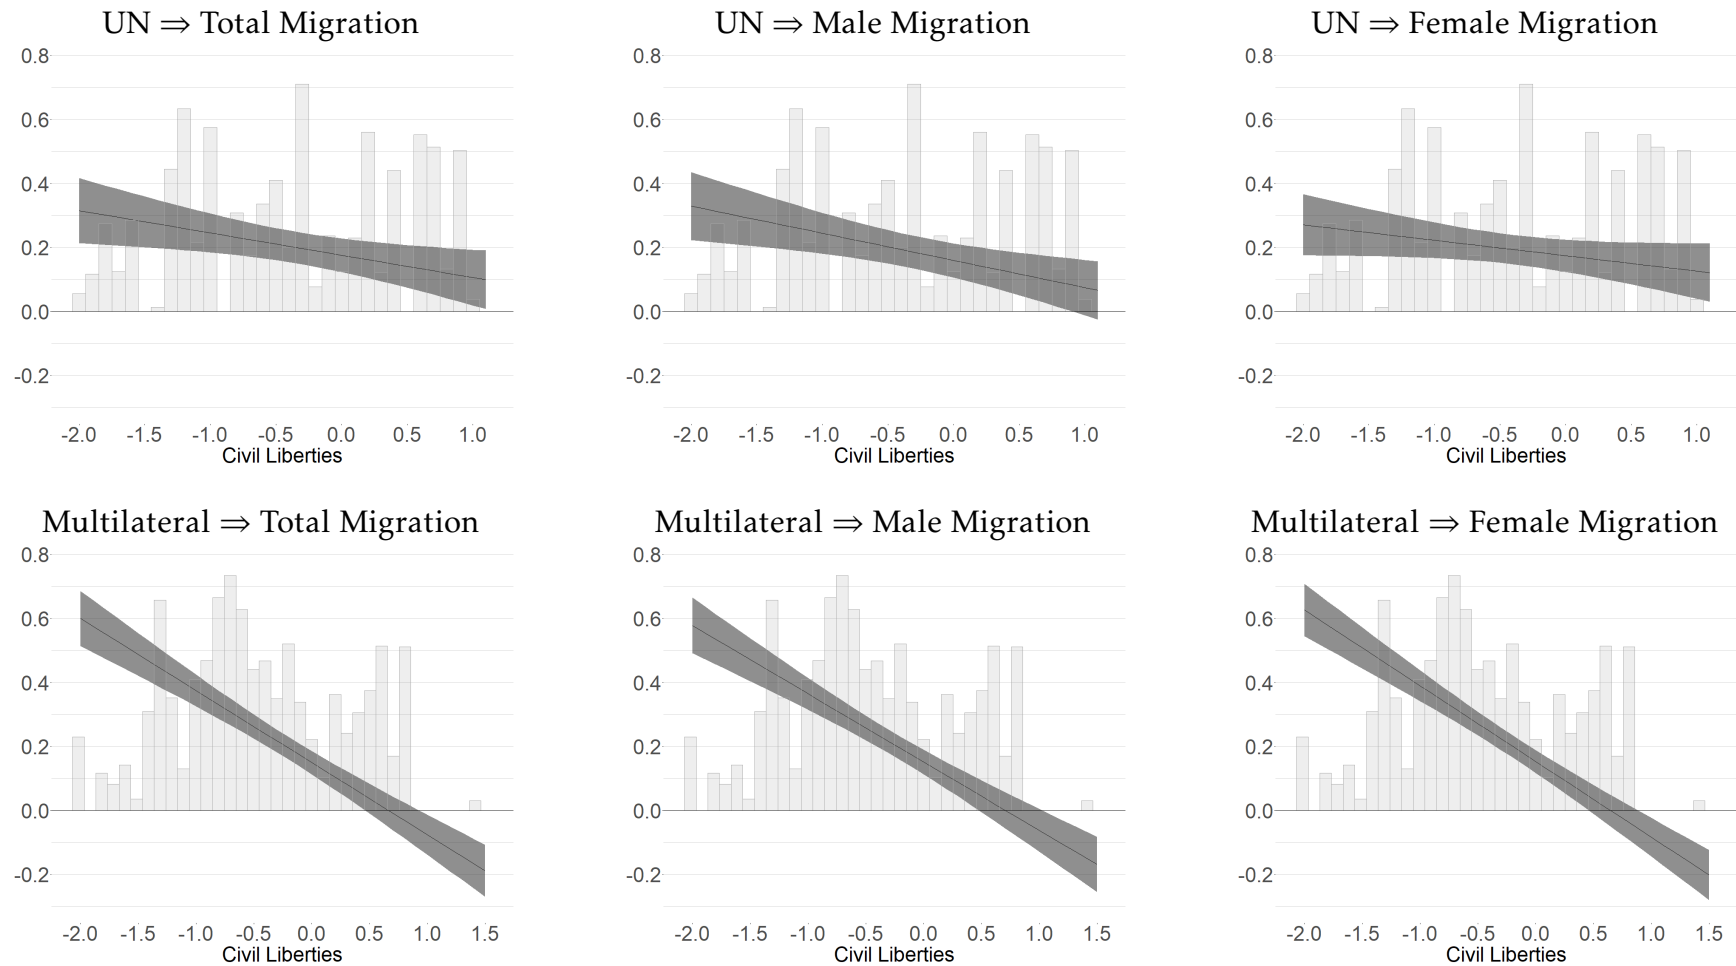 UN ⇒ Total Migration
0.8
0.6
0.4
0.2
0.0
-0.2
-2.0 -1.5 -1.0 -0.5 0.0 0.5 1.0
Civil Liberties
UN ⇒ Male Migration
0.8
0.6
0.4
0.2
0.0
-0.2
-2.0 -1.5 -1.0 -0.5 0.0 0.5 1.0
Civil Liberties
UN ⇒ Female Migration
0.8
0.6
0.4
0.2
0.0
-0.2
-2.0 -1.5 -1.0 -0.5 0.0 0.5 1.0
Civil Liberties
Multilateral ⇒ Total Migration
0.8
0.6
0.4
0.2
0.0
-0.2
-2.0 -1.5 -1.0 -0.5 0.0 0.5 1.0 1.5
Civil Liberties
Multilateral ⇒ Male Migration
0.8
0.6
0.4
0.2
0.0
-0.2
-2.0 -1.5 -1.0 -0.5 0.0 0.5 1.0 1.5
Civil Liberties
Multilateral ⇒ Female Migration
0.8
0.6
0.4
0.2
0.0
-0.2
-2.0 -1.5 -1.0 -0.5 0.0 0.5 1.0 1.5
Civil Liberties